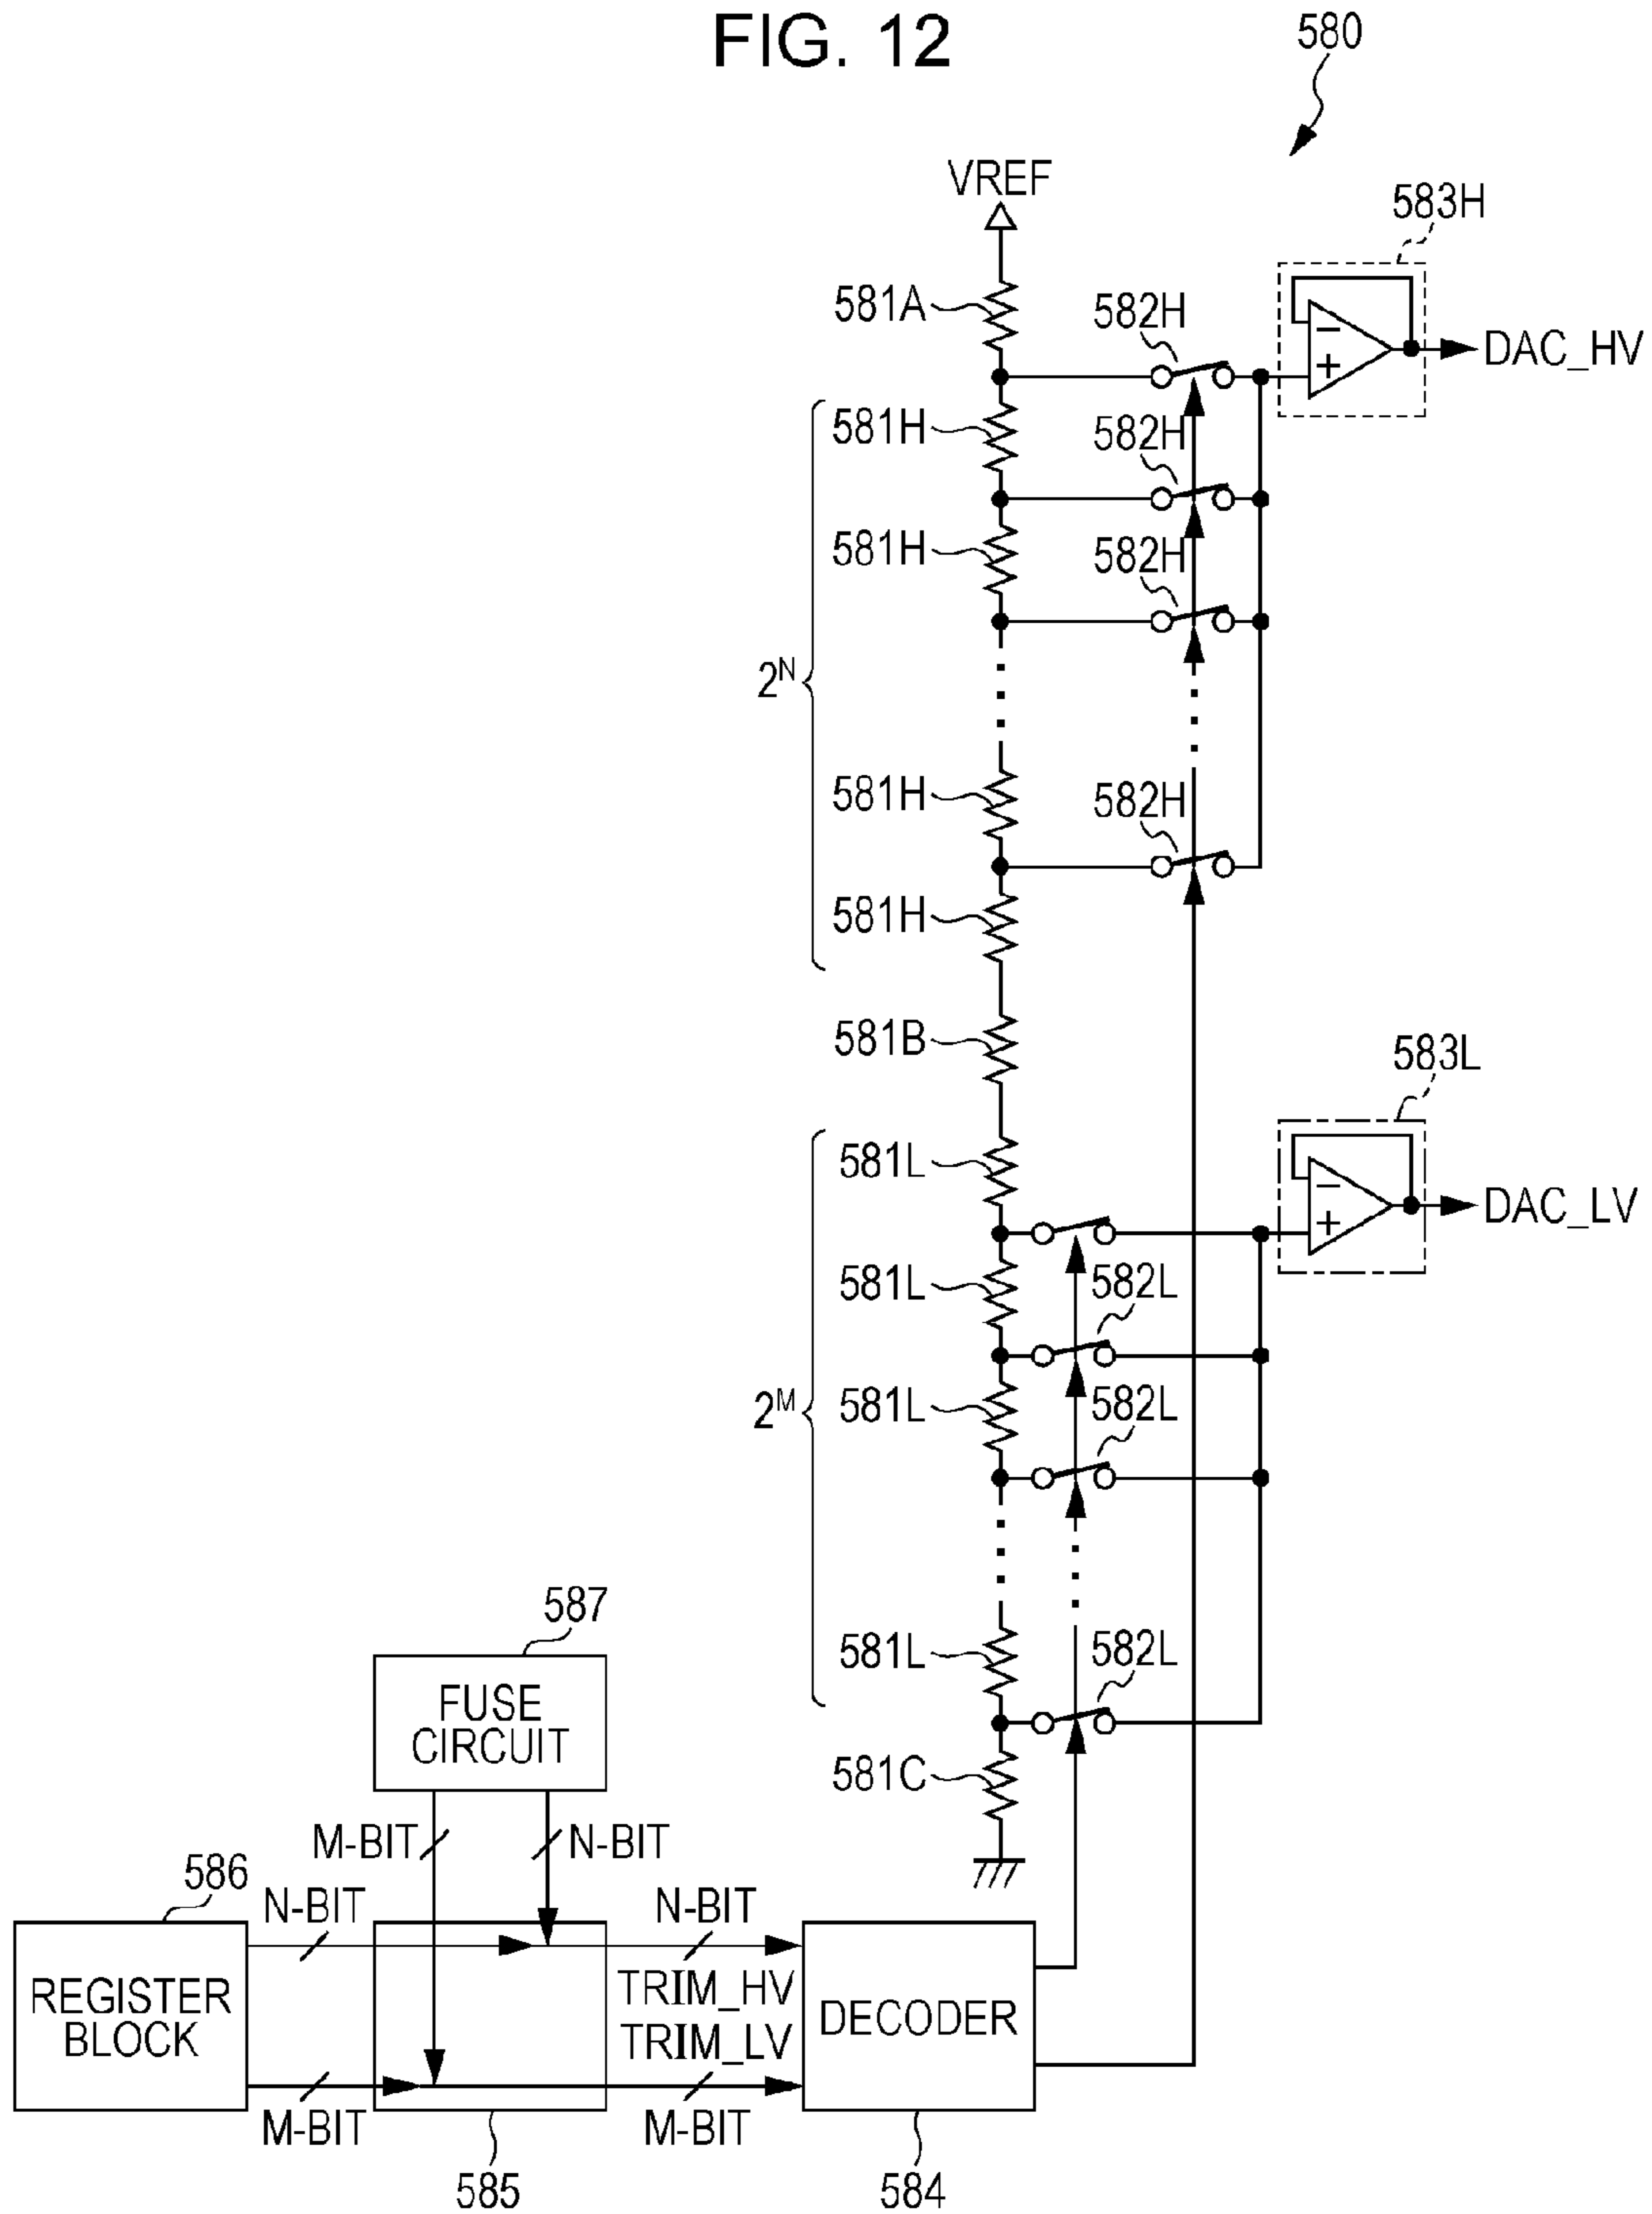 FIG. 12
580
VREF
583H
581A
582H
DAC_HV
−
+
581H
582H
581H
582H
2^N
581H
582H
581H
581B
583L
581L
DAC_LV
−
+
581L
582L
2^M
581L
582L
581L
582L
581C
587
FUSE
CIRCUIT
M-BIT
N-BIT
586
N-BIT
N-BIT
REGISTER
BLOCK
TRIM_HV
TRIM_LV
DECODER
M-BIT
M-BIT
585
584